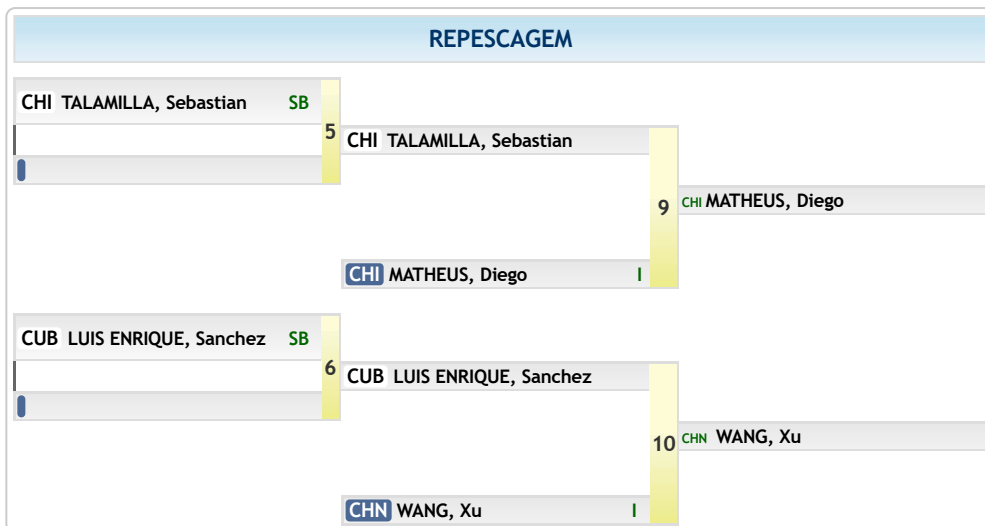 REPESCAGEM
CHI TALAMILLA, Sebastian SB
5
CHI TALAMILLA, Sebastian
9
CHI MATHEUS, Diego
CHI MATHEUS, Diego I
CUB LUIS ENRIQUE, Sanchez SB
6
CUB LUIS ENRIQUE, Sanchez
10
CHN WANG, Xu
CHN WANG, Xu I